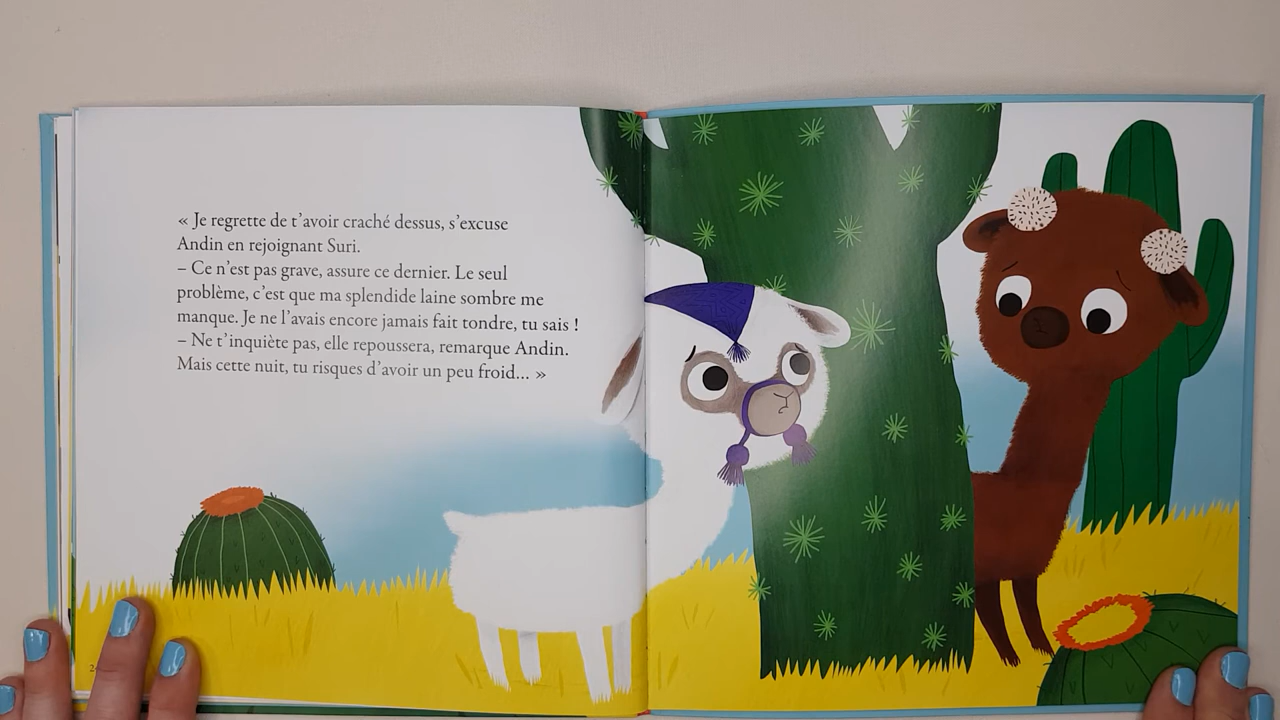 « Je regrette de t’avoir craché dessus, s’excuse
Andin en rejoignant Suri.
– Ce n’est pas grave, assure ce dernier. Le seul
problème, c’est que ma splendide laine sombre me
manque. Je ne l’avais encore jamais fait tondre, tu sais !
– Ne t’inquiète pas, elle repoussera, remarque Andin.
Mais cette nuit, tu risques d’avoir un peu froid... »